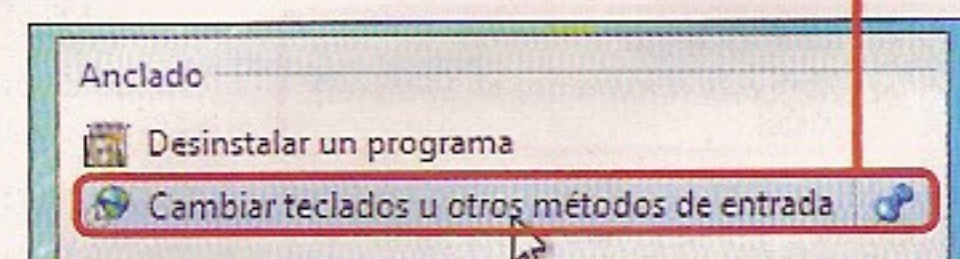 Anclado
Desinstalar un programa
Cambiar teclados u otros métodos de entrada